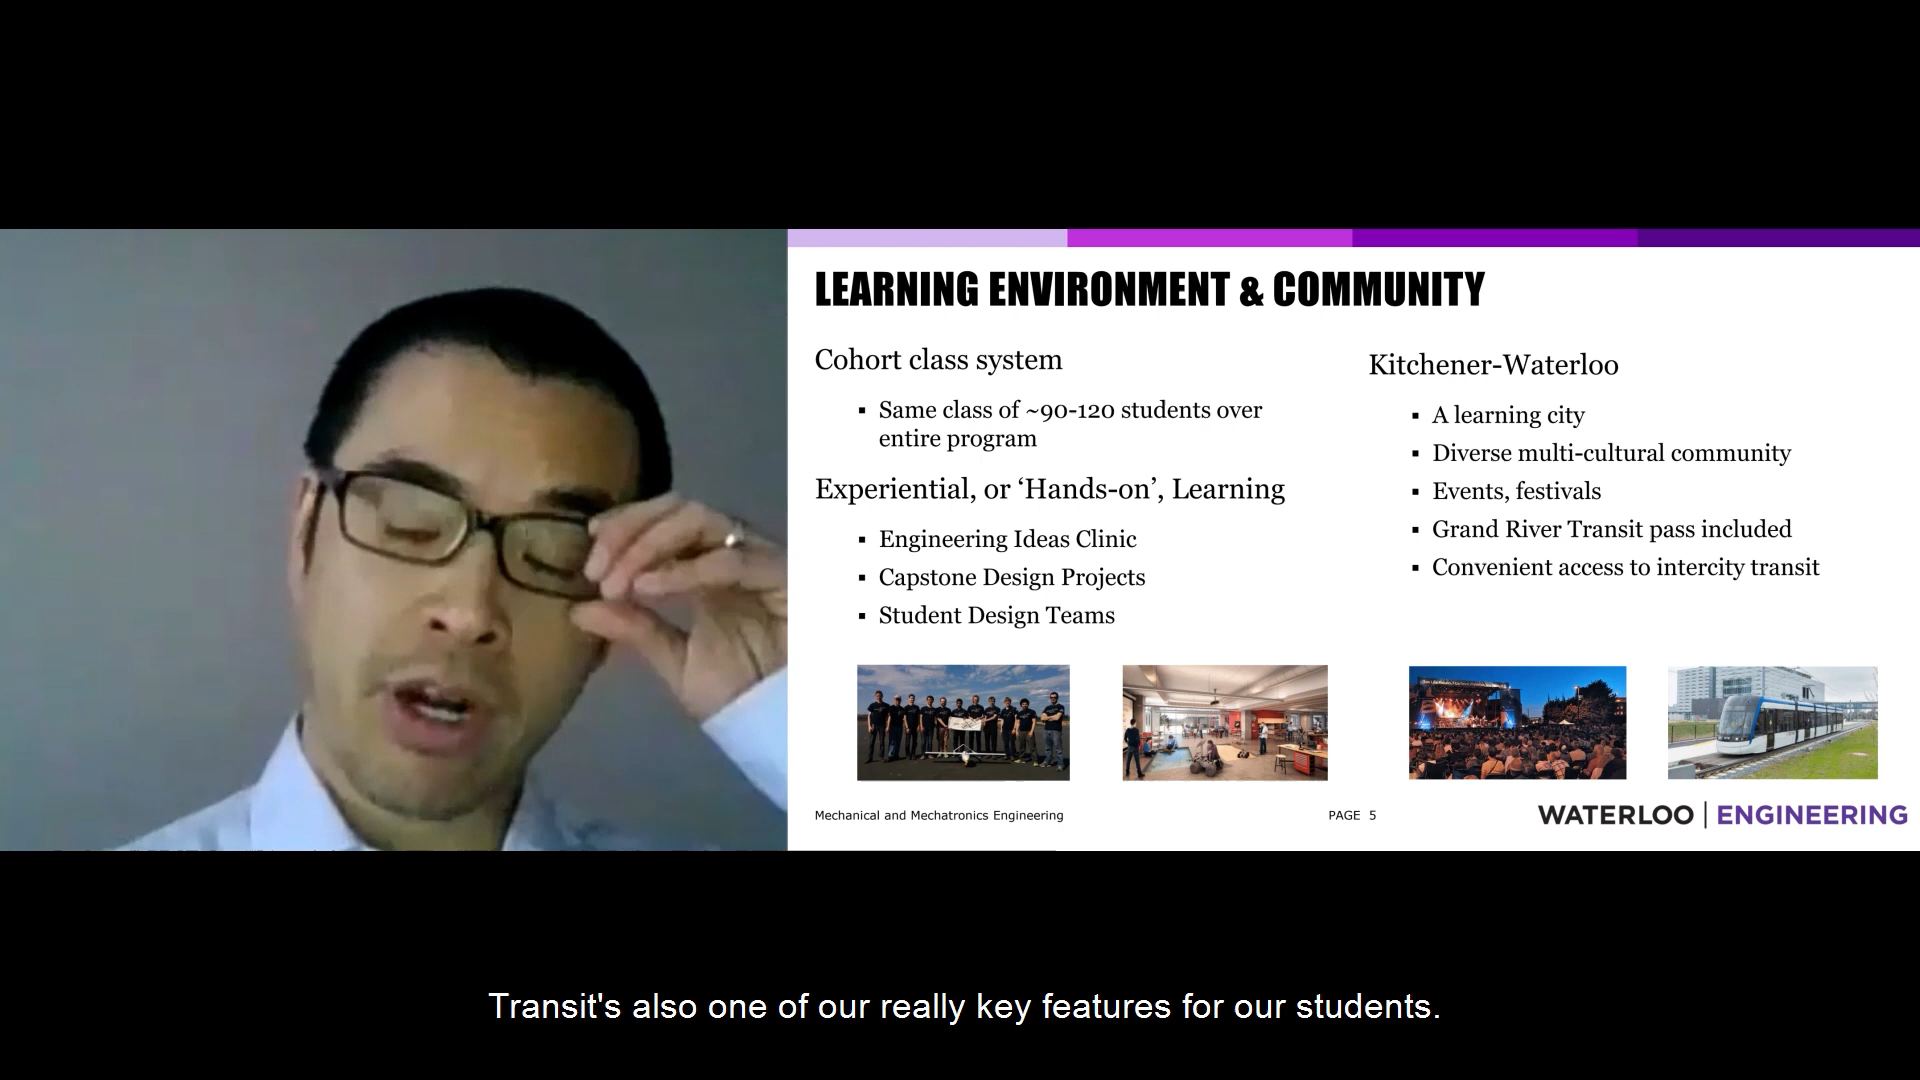 LEARNING ENVIRONMENT & COMMUNITY
Cohort class system
▪ Same class of ~90-120 students over
entire program
Experiential, or ‘Hands-on’, Learning
▪ Engineering Ideas Clinic
▪ Capstone Design Projects
▪ Student Design Teams
Kitchener-Waterloo
▪ A learning city
▪ Diverse multi-cultural community
▪ Events, festivals
▪ Grand River Transit pass included
▪ Convenient access to intercity transit
Mechanical and Mechatronics Engineering
PAGE 5
WATERLOO | ENGINEERING
Transit's also one of our really key features for our students.